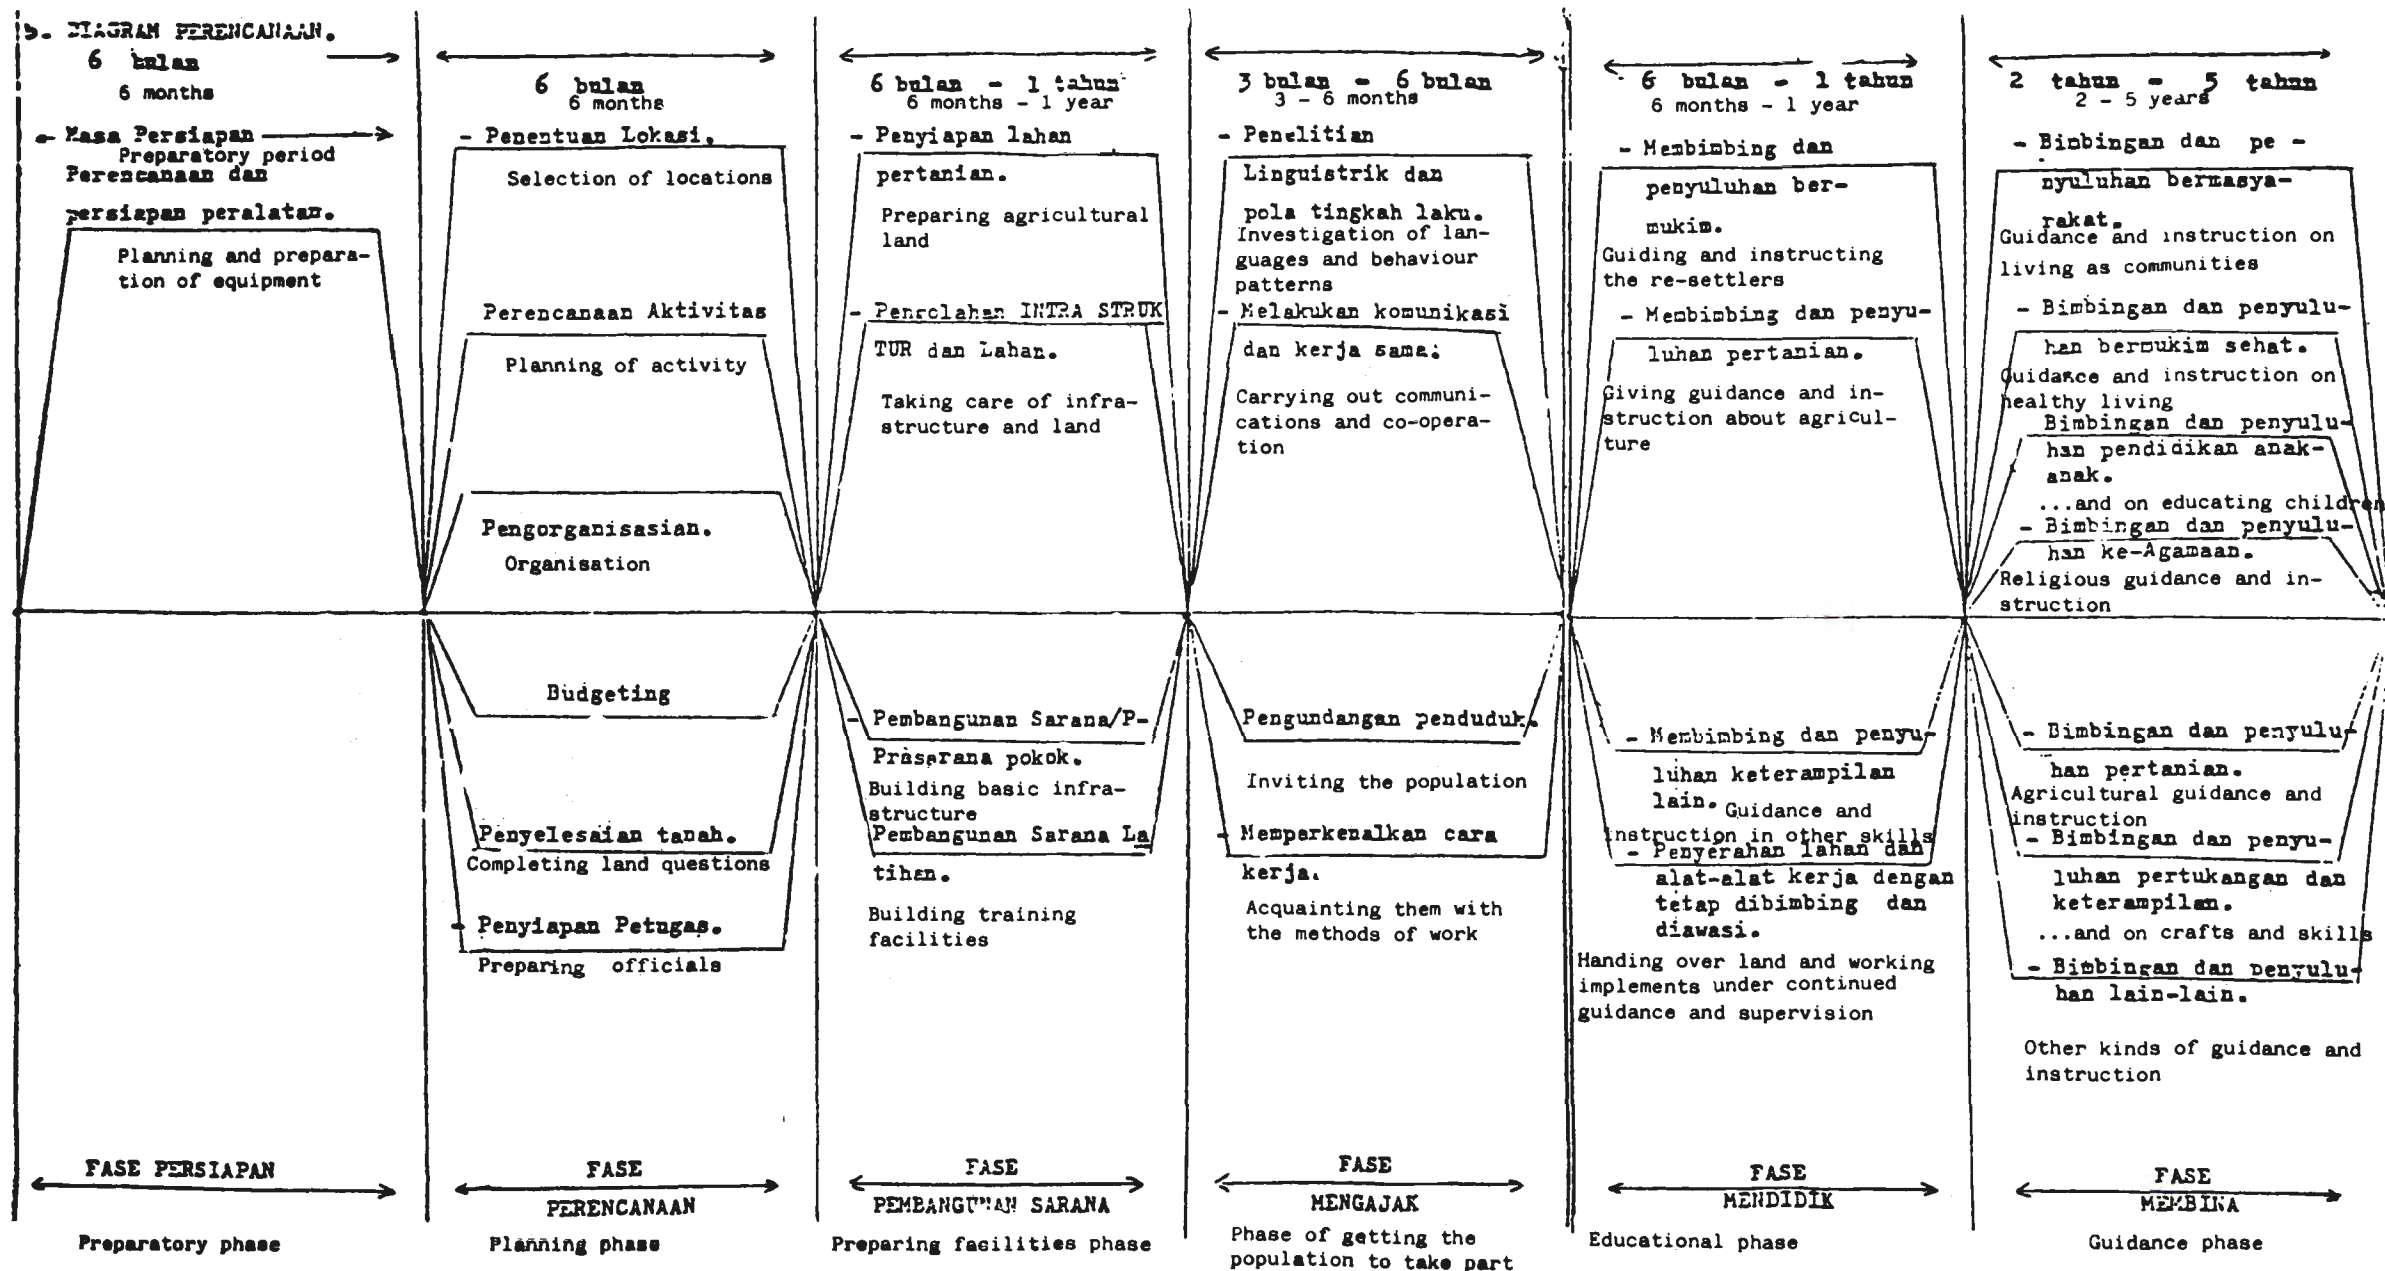 b. DIAGRAM PERENCANAAN.
6 bulan
6 months
- Masa Persiapan
Preparatory period
Perencanaan dan
persiapan peralatan.
Planning and prepara-
tion of equipment
FASE PERSIAPAN
Preparatory phase
6 bulan
6 months
- Penentuan Lokasi.
Selection of locations
Perencanaan Aktivitas
Planning of activity
Pengorganisasian.
Organisation
Budgeting
Penyelesaian tanah.
Completing land questions
- Penyiapan Petugas.
Preparing officials
FASE
PERENCANAAN
Planning phase
6 bulan - 1 tahun
6 months - 1 year
- Penyiapan lahan
pertanian.
Preparing agricultural
land
- Pengolahan INTRA STRUK
TUR dan Lahan.
Taking care of infra-
structure and land
- Pembangunan Sarana/P-
Prasarana pokok.
Building basic infra-
structure
Pembangunan Sarana La
tihan.
Building training
facilities
FASE
PEMBANGUNAN SARANA
Preparing facilities phase
3 bulan - 6 bulan
3 - 6 months
- Penelitian
Linguistrik dan
pola tingkah laku.
Investigation of lan-
guages and behaviour
patterns
- Melakukan komunikasi
dan kerja sama.
Carrying out communi-
cations and co-opera-
tion
Pengundangan penduduk.
Inviting the population
- Memperkenalkan cara
kerja.
Acquainting them with
the methods of work
FASE
MENGAJAK
Phase of getting the
population to take part
6 bulan - 1 tahun
6 months - 1 year
- Membimbing dan
penyuluhan ber-
mukim.
Guiding and instructing
the re-settlers
- Membimbing dan penyu-
luhan pertanian.
Giving guidance and in-
struction about agricul-
ture
- Membimbing dan penyu-
luhan keterampilan
lain.
Guidance and
instruction in other skills
- Penyerahan lahan dan
alat-alat kerja dengan
tetap dibimbing dan
diawasi.
Handing over land and working
implements under continued
guidance and supervision
FASE
MENDIDIK
Educational phase
2 tahun - 5 tahun
2 - 5 years
- Bimbingan dan pe -
nyuluhan bermasya-
rakat.
Guidance and instruction on
living as communities
- Bimbingan dan penyulu-
han bermukim sehat.
Guidance and instruction on
healthy living
Bimbingan dan penyulu-
han pendidikan anak-
anak.
...and on educating children
- Bimbingan dan penyulu-
han ke-Agamaan.
Religious guidance and in-
struction
- Bimbingan dan penyulu-
han pertanian.
Agricultural guidance and
instruction
- Bimbingan dan penyu-
luhan pertukangan dan
keterampilan.
...and on crafts and skills
- Bimbingan dan penyulu-
han lain-lain.
Other kinds of guidance and
instruction
FASE
MEMBINA
Guidance phase